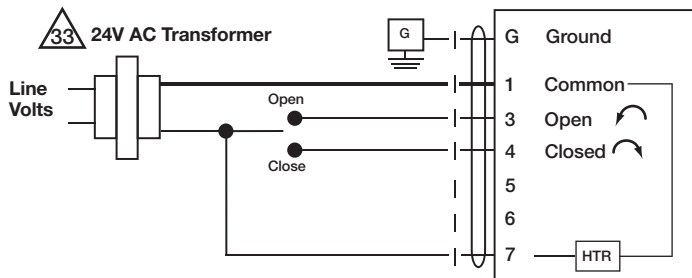 33 24V AC Transformer
Line
Volts
G
G Ground
1 Common
Open
3 Open
4 Closed
Close
5
6
7 HTR